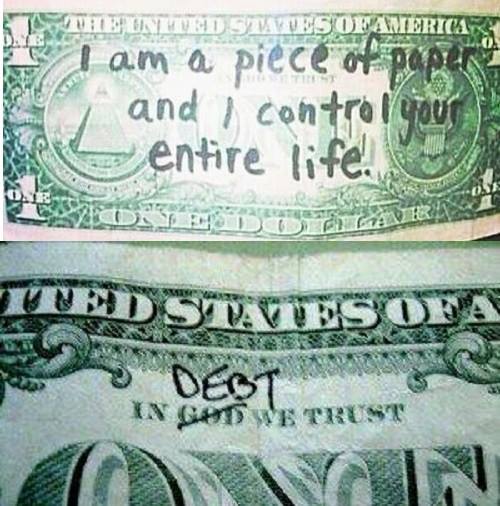 THE UNITED STATES OF AMERICA
ONE
I am a piece of paper
and I control your
entire life.
ONE
ONE DOLLAR
ITED STATES OF A
DEBT
IN GOD WE TRUST
ONE